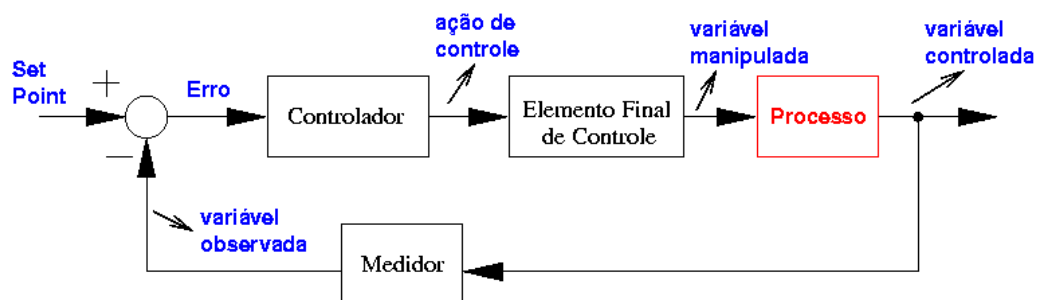 Set
Point
+
−
Erro
Controlador
ação de
controle
Elemento Final
de Controle
variável
manipulada
Processo
variável
controlada
variável
observada
Medidor